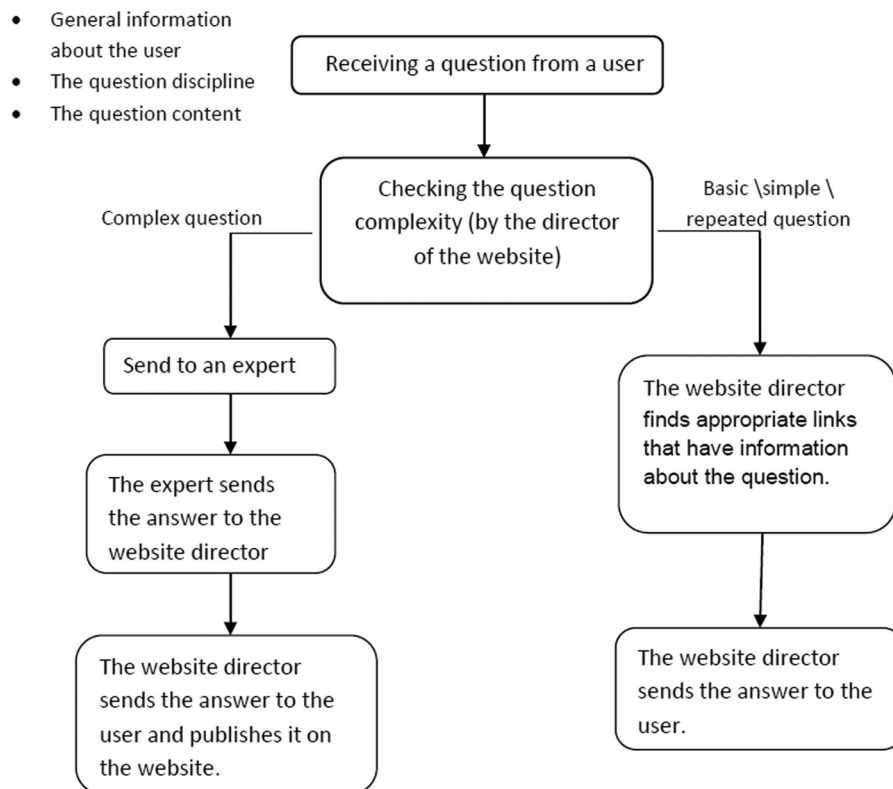 • General information
about the user
• The question discipline
• The question content
Receiving a question from a user
Checking the question
complexity (by the director
of the website)
Complex question
Basic \simple \
repeated question
Send to an expert
The expert sends
the answer to the
website director
The website director
sends the answer to the
user and publishes it on
the website.
The website director
finds appropriate links
that have information
about the question.
The website director
sends the answer to the
user.